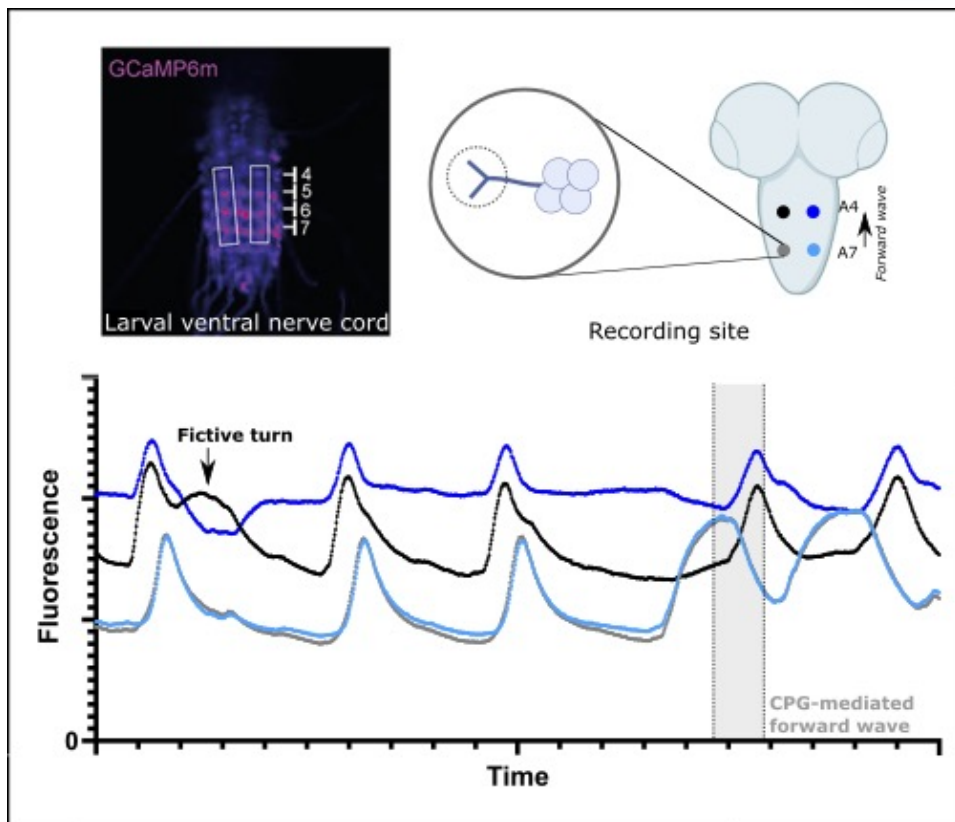 GCaMP6m
4
5
6
7
Larval ventral nerve cord
A4
A7
Forward wave
Recording site
Fictive turn
Fluorescence
0
CPG-mediated
forward wave
Time